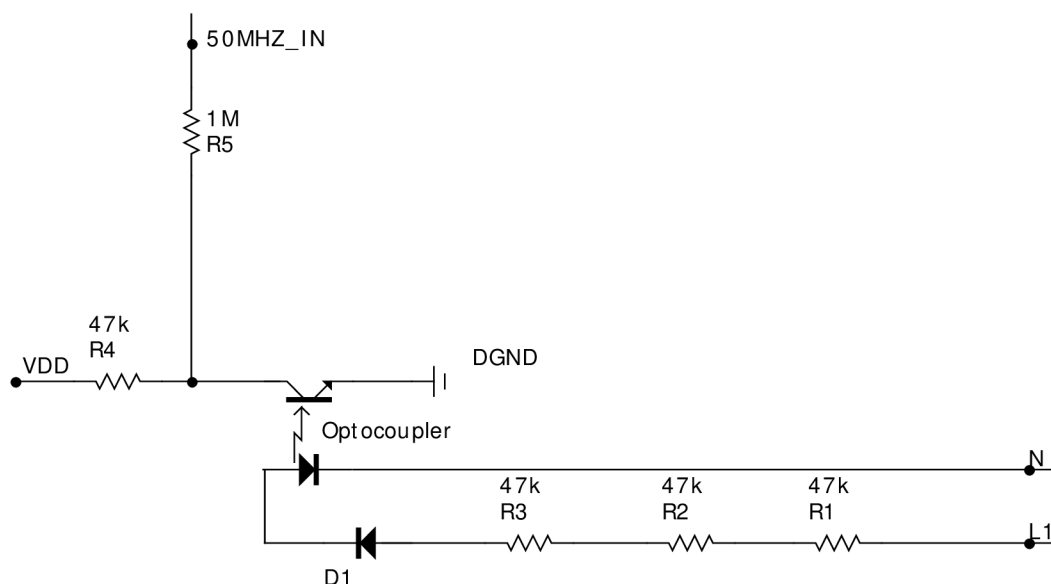 50MHZ_IN
1M
R5
47k
R4
VDD
DGND
Optocoupler
N
47k
R3
47k
R2
47k
R1
L1
D1